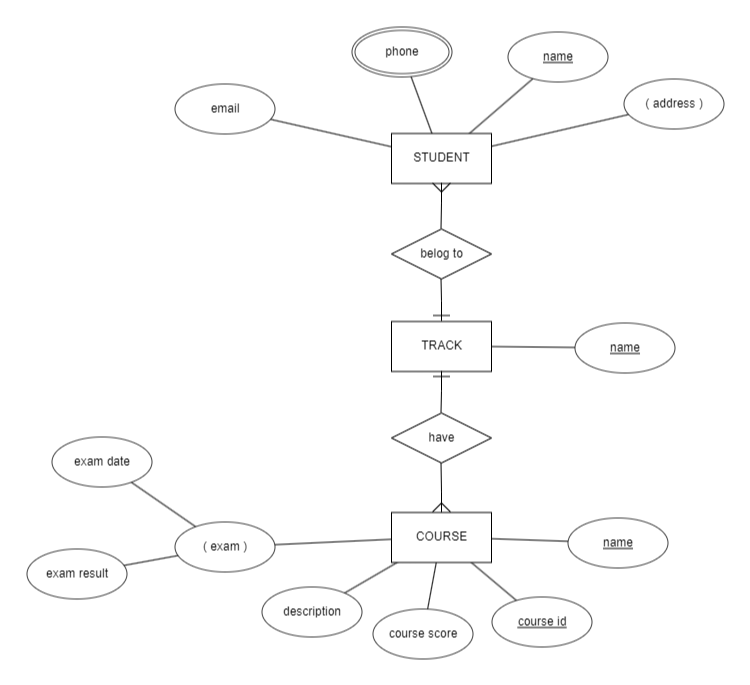 phone
name
email
( address )
STUDENT
belog to
TRACK
name
have
exam date
COURSE
name
( exam )
exam result
description
course score
course id